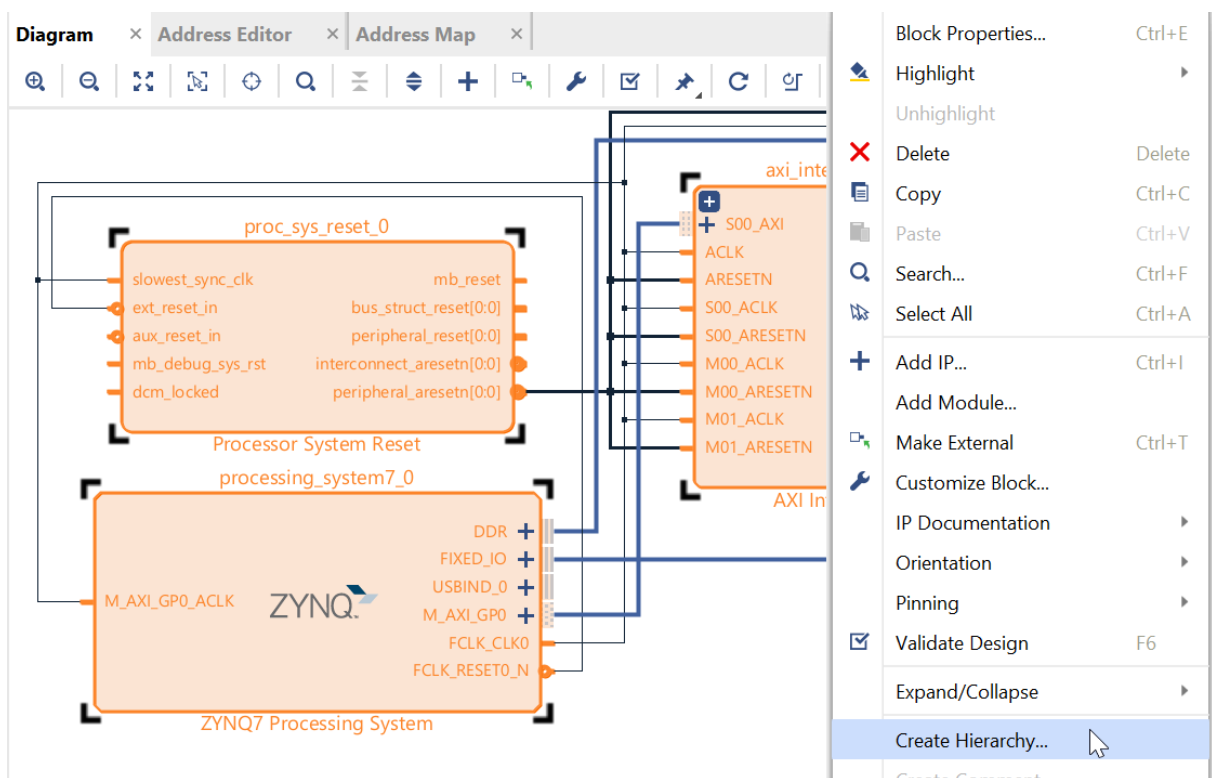 Diagram
Address Editor
Address Map
proc_sys_reset_0
slowest_sync_clk
ext_reset_in
aux_reset_in
mb_debug_sys_rst
dcm_locked
mb_reset
bus_struct_reset[0:0]
peripheral_reset[0:0]
interconnect_aresetn[0:0]
peripheral_aresetn[0:0]
Processor System Reset
processing_system7_0
M_AXI_GP0_ACLK
ZYNQ
DDR
FIXED_IO
USBIND_0
M_AXI_GP0
FCLK_CLK0
FCLK_RESET0_N
ZYNQ7 Processing System
axi_inte
S00_AXI
ACLK
ARESETN
S00_ACLK
S00_ARESETN
M00_ACLK
M00_ARESETN
M01_ACLK
M01_ARESETN
AXI In
Block Properties... Ctrl+E
Highlight
Unhighlight
Delete Delete
Copy Ctrl+C
Paste Ctrl+V
Search... Ctrl+F
Select All Ctrl+A
Add IP... Ctrl+I
Add Module...
Make External Ctrl+T
Customize Block...
IP Documentation
Orientation
Pinning
Validate Design F6
Expand/Collapse
Create Hierarchy...